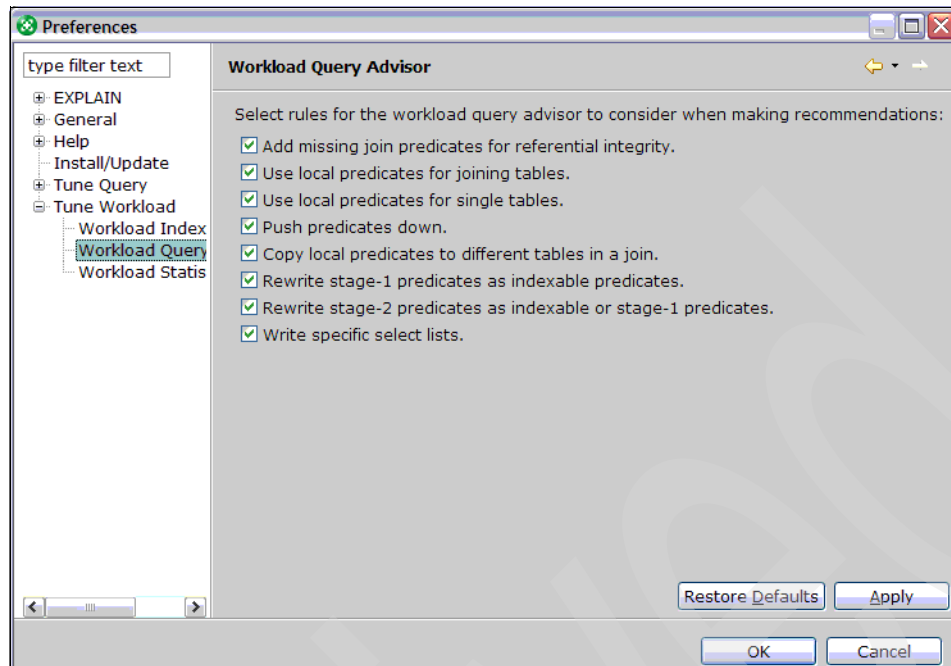 Preferences
type filter text
EXPLAIN
General
Help
Install/Update
Tune Query
Tune Workload
Workload Index
Workload Query
Workload Statis
Workload Query Advisor
Select rules for the workload query advisor to consider when making recommendations:
Add missing join predicates for referential integrity.
Use local predicates for joining tables.
Use local predicates for single tables.
Push predicates down.
Copy local predicates to different tables in a join.
Rewrite stage-1 predicates as indexable predicates.
Rewrite stage-2 predicates as indexable or stage-1 predicates.
Write specific select lists.
Restore Defaults
Apply
OK
Cancel